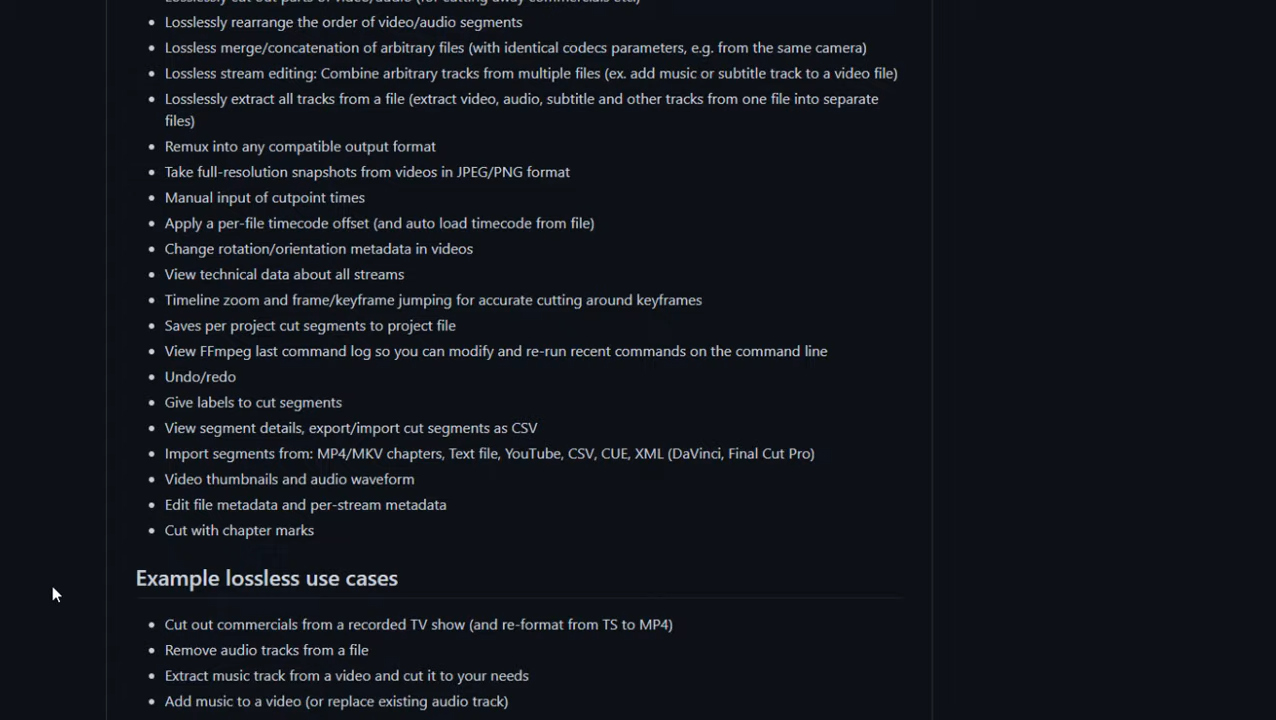 Losslessly cut out parts of video/audio (for cutting away commercials etc.)
• Losslessly rearrange the order of video/audio segments
• Lossless merge/concatenation of arbitrary files (with identical codecs parameters, e.g. from the same camera)
• Lossless stream editing: Combine arbitrary tracks from multiple files (ex. add music or subtitle track to a video file)
• Losslessly extract all tracks from a file (extract video, audio, subtitle and other tracks from one file into separate
files)
• Remux into any compatible output format
• Take full-resolution snapshots from videos in JPEG/PNG format
• Manual input of cutpoint times
• Apply a per-file timecode offset (and auto load timecode from file)
• Change rotation/orientation metadata in videos
• View technical data about all streams
• Timeline zoom and frame/keyframe jumping for accurate cutting around keyframes
• Saves per project cut segments to project file
• View FFmpeg last command log so you can modify and re-run recent commands on the command line
• Undo/redo
• Give labels to cut segments
• View segment details, export/import cut segments as CSV
• Import segments from: MP4/MKV chapters, Text file, YouTube, CSV, CUE, XML (DaVinci, Final Cut Pro)
• Video thumbnails and audio waveform
• Edit file metadata and per-stream metadata
• Cut with chapter marks
Example lossless use cases
• Cut out commercials from a recorded TV show (and re-format from TS to MP4)
• Remove audio tracks from a file
• Extract music track from a video and cut it to your needs
• Add music to a video (or replace existing audio track)